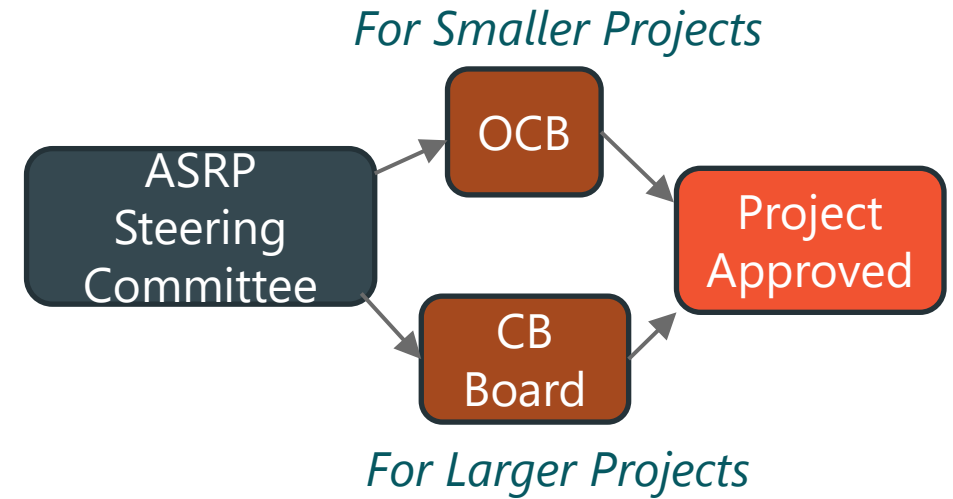 For Smaller Projects
OCB
ASRP
Steering
Committee
Project
Approved
CB
Board
For Larger Projects